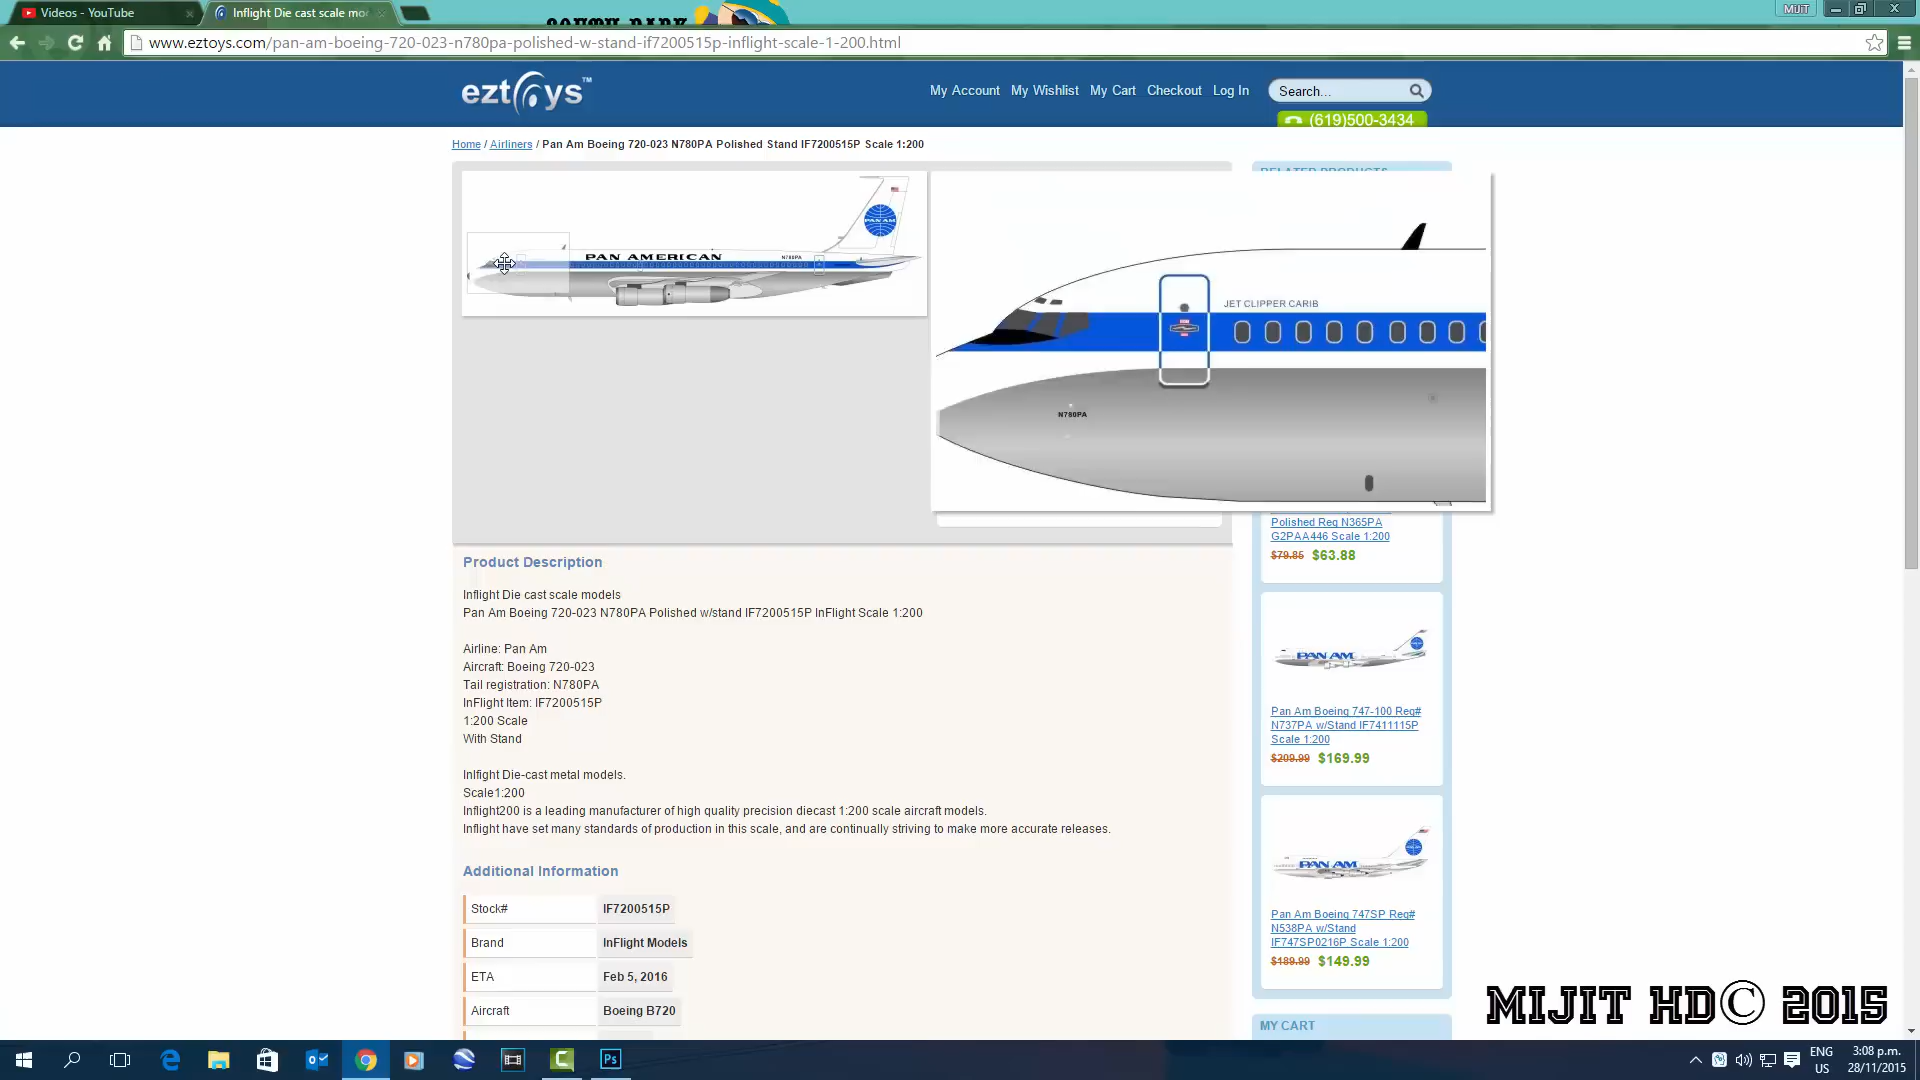 Videos - YouTube
Inflight Die cast scale mo
MIJIT
www.eztoys.com/pan-am-boeing-720-023-n780pa-polished-w-stand-if7200515p-inflight-scale-1-200.html
eztoys™
My Account My Wishlist My Cart Checkout Log In
Search...
(619)500-3434
Home / Airliners / Pan Am Boeing 720-023 N780PA Polished Stand IF7200515P Scale 1:200
PAN AM
PAN AMERICAN
N780PA
JET CLIPPER CARIB
N780PA
Polished Reg N365PA
G2PAA446 Scale 1:200
$79.85 $63.88
PAN AM
Pan Am Boeing 747-100 Reg#
N737PA w/Stand IF7411115P
Scale 1:200
$209.99 $169.99
PAN AM
Pan Am Boeing 747SP Reg#
N538PA w/Stand
IF747SP0216P Scale 1:200
$189.99 $149.99
MY CART
Product Description
Inflight Die cast scale models
Pan Am Boeing 720-023 N780PA Polished w/stand IF7200515P InFlight Scale 1:200
Airline: Pan Am
Aircraft: Boeing 720-023
Tail registration: N780PA
InFlight Item: IF7200515P
1:200 Scale
With Stand
Inlfight Die-cast metal models.
Scale1:200
Inflight200 is a leading manufacturer of high quality precision diecast 1:200 scale aircraft models.
Inflight have set many standards of production in this scale, and are continually striving to make more accurate releases.
Additional Information
Stock# IF7200515P
Brand InFlight Models
ETA Feb 5, 2016
Aircraft Boeing B720
MIJIT HD© 2015
ENG
US
3:08 p.m.
28/11/2015